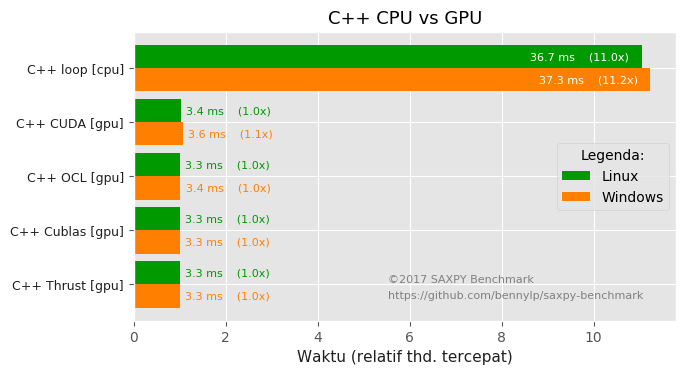 C++ CPU vs GPU
C++ loop [cpu]
36.7 ms (11.0x)
37.3 ms (11.2x)
C++ CUDA [gpu]
3.4 ms (1.0x)
3.6 ms (1.1x)
C++ OCL [gpu]
3.3 ms (1.0x)
3.4 ms (1.0x)
C++ Cublas [gpu]
3.3 ms (1.0x)
3.3 ms (1.0x)
C++ Thrust [gpu]
3.3 ms (1.0x)
3.3 ms (1.0x)
Legenda:
Linux
Windows
©2017 SAXPY Benchmark
https://github.com/bennylp/saxpy-benchmark
0 2 4 6 8 10
Waktu (relatif thd. tercepat)